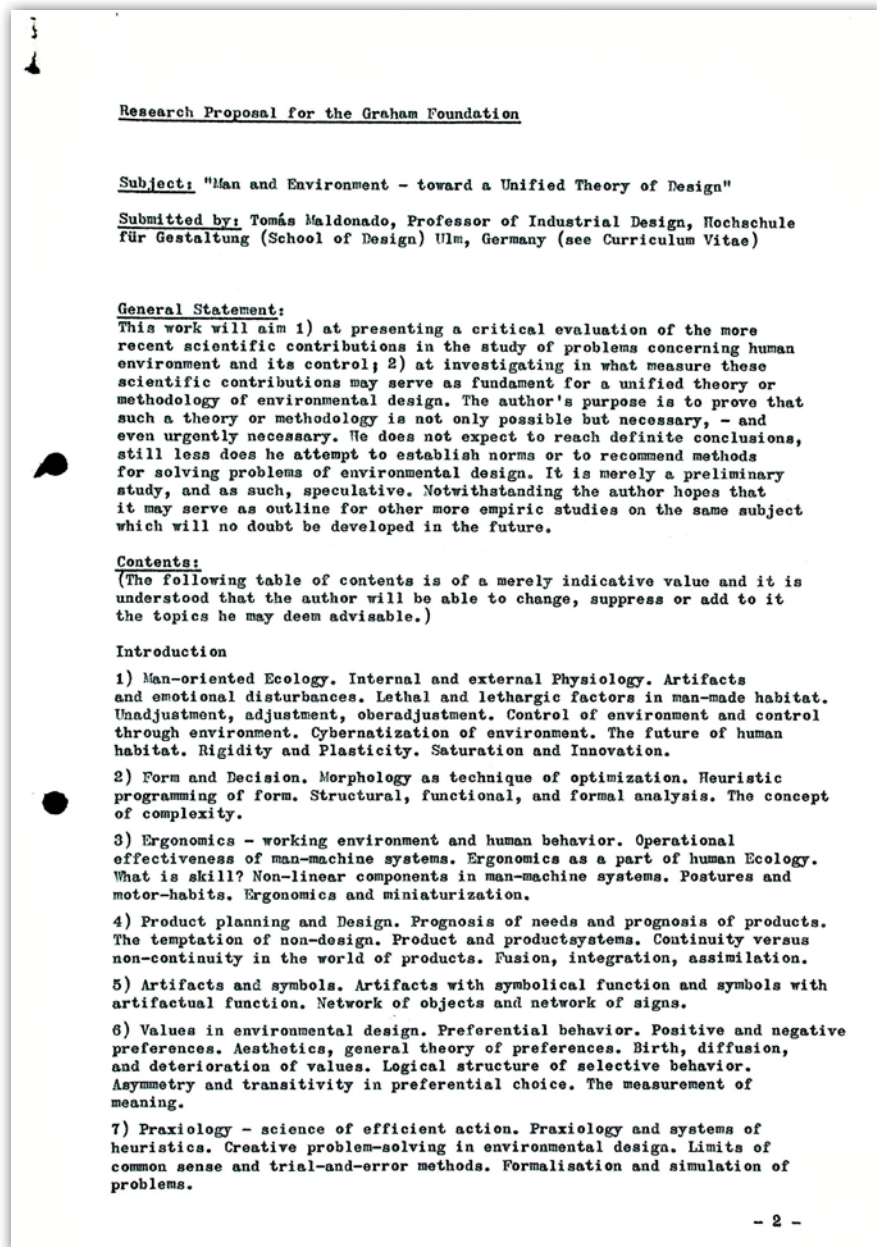 Research Proposal for the Graham Foundation
Subject: "Man and Environment - toward a Unified Theory of Design"
Submitted by: Tomás Maldonado, Professor of Industrial Design, Hochschule
für Gestaltung (School of Design) Ulm, Germany (see Curriculum Vitae)
General Statement:
This work will aim 1) at presenting a critical evaluation of the more
recent scientific contributions in the study of problems concerning human
environment and its control; 2) at investigating in what measure these
scientific contributions may serve as fundament for a unified theory or
methodology of environmental design. The author's purpose is to prove that
such a theory or methodology is not only possible but necessary, - and
even urgently necessary. He does not expect to reach definite conclusions,
still less does he attempt to establish norms or to recommend methods
for solving problems of environmental design. It is merely a preliminary
study, and as such, speculative. Notwithstanding the author hopes that
it may serve as outline for other more empiric studies on the same subject
which will no doubt be developed in the future.
Contents:
(The following table of contents is of a merely indicative value and it is
understood that the author will be able to change, suppress or add to it
the topics he may deem advisable.)
Introduction
1) Man-oriented Ecology. Internal and external Physiology. Artifacts
and emotional disturbances. Lethal and lethargic factors in man-made habitat.
Unadjustment, adjustment, oberadjustment. Control of environment and control
through environment. Cybernatization of environment. The future of human
habitat. Rigidity and Plasticity. Saturation and Innovation.
2) Form and Decision. Morphology as technique of optimization. Heuristic
programming of form. Structural, functional, and formal analysis. The concept
of complexity.
3) Ergonomics - working environment and human behavior. Operational
effectiveness of man-machine systems. Ergonomics as a part of human Ecology.
What is skill? Non-linear components in man-machine systems. Postures and
motor-habits. Ergonomics and miniaturization.
4) Product planning and Design. Prognosis of needs and prognosis of products.
The temptation of non-design. Product and productsystems. Continuity versus
non-continuity in the world of products. Fusion, integration, assimilation.
5) Artifacts and symbols. Artifacts with symbolical function and symbols with
artifactual function. Network of objects and network of signs.
6) Values in environmental design. Preferential behavior. Positive and negative
preferences. Aesthetics, general theory of preferences. Birth, diffusion,
and deterioration of values. Logical structure of selective behavior.
Asymmetry and transitivity in preferential choice. The measurement of
meaning.
7) Praxiology - science of efficient action. Praxiology and systems of
heuristics. Creative problem-solving in environmental design. Limits of
common sense and trial-and-error methods. Formalisation and simulation of
problems.
- 2 -